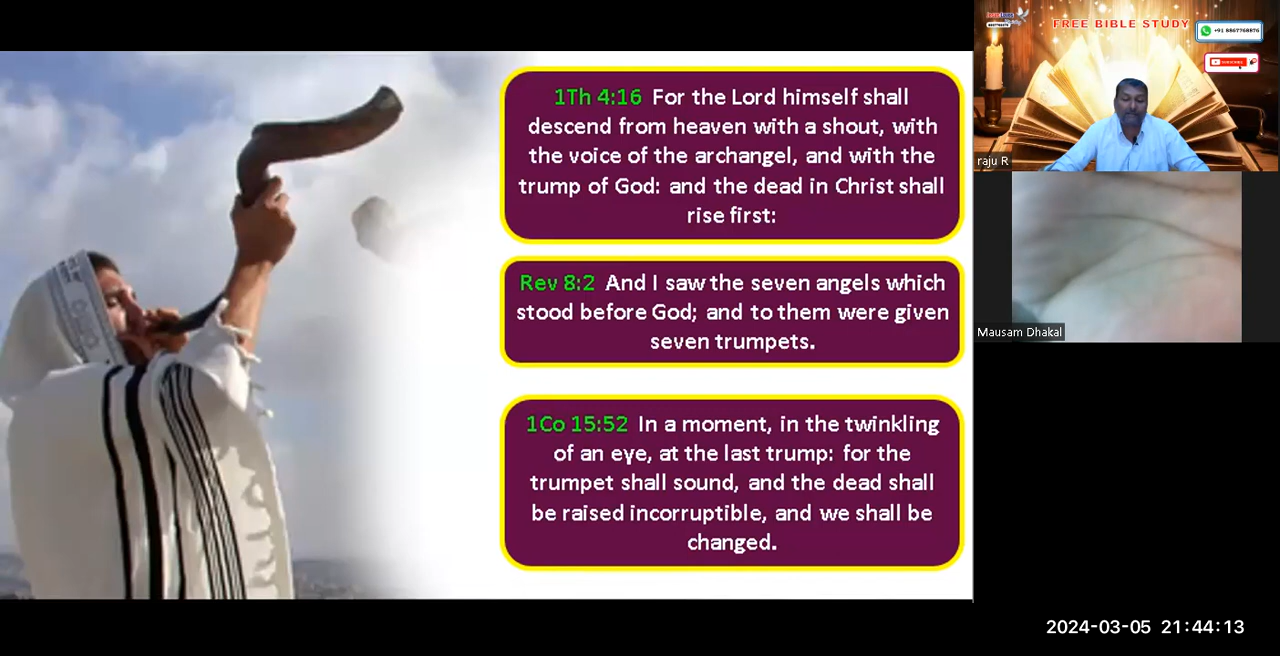 1Th 4:16 For the Lord himself shall
descend from heaven with a shout, with
the voice of the archangel, and with the
trump of God: and the dead in Christ shall
rise first:
Rev 8:2 And I saw the seven angels which
stood before God; and to them were given
seven trumpets.
1Co 15:52 In a moment, in the twinkling
of an eye, at the last trump: for the
trumpet shall sound, and the dead shall
be raised incorruptible, and we shall be
changed.
FREE BIBLE STUDY
+91 8867768876
SUBSCRIBE
raju R
Mausam Dhakal
2024-03-05 21:44:13